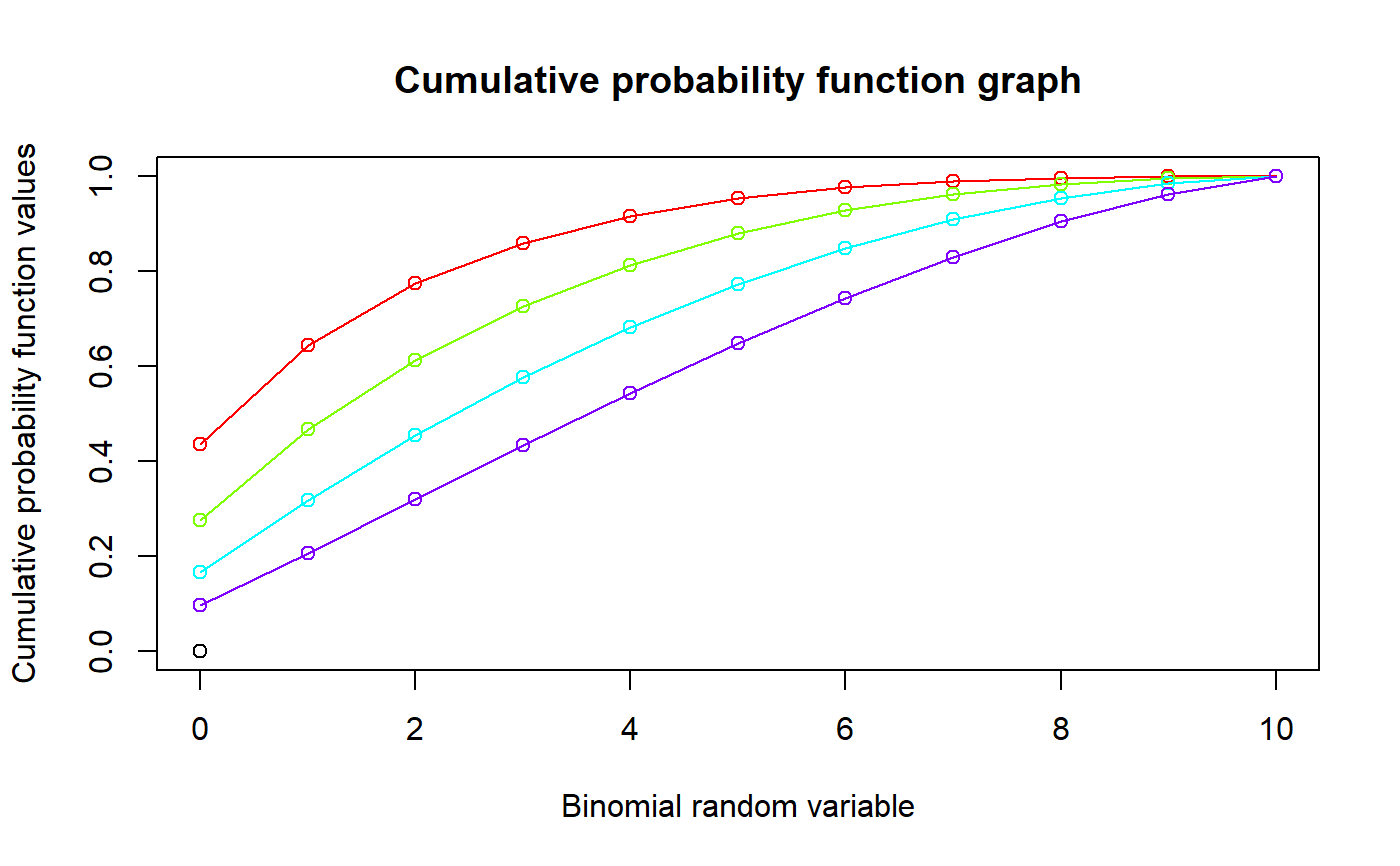 Cumulative probability function graph
Cumulative probability function values
1.0
0.8
0.6
0.4
0.2
0.0
0 2 4 6 8 10
Binomial random variable